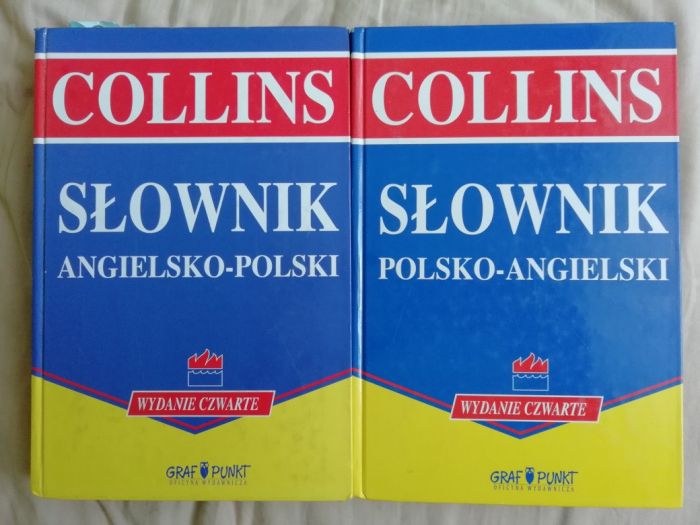 COLLINS
SŁOWNIK
ANGIELSKO-POLSKI
WYDANIE CZWARTE
GRAF PUNKT
OFICYNA WYDAWNICZA
COLLINS
SŁOWNIK
POLSKO-ANGIELSKI
WYDANIE CZWARTE
GRAF PUNKT
OFICYNA WYDAWNICZA